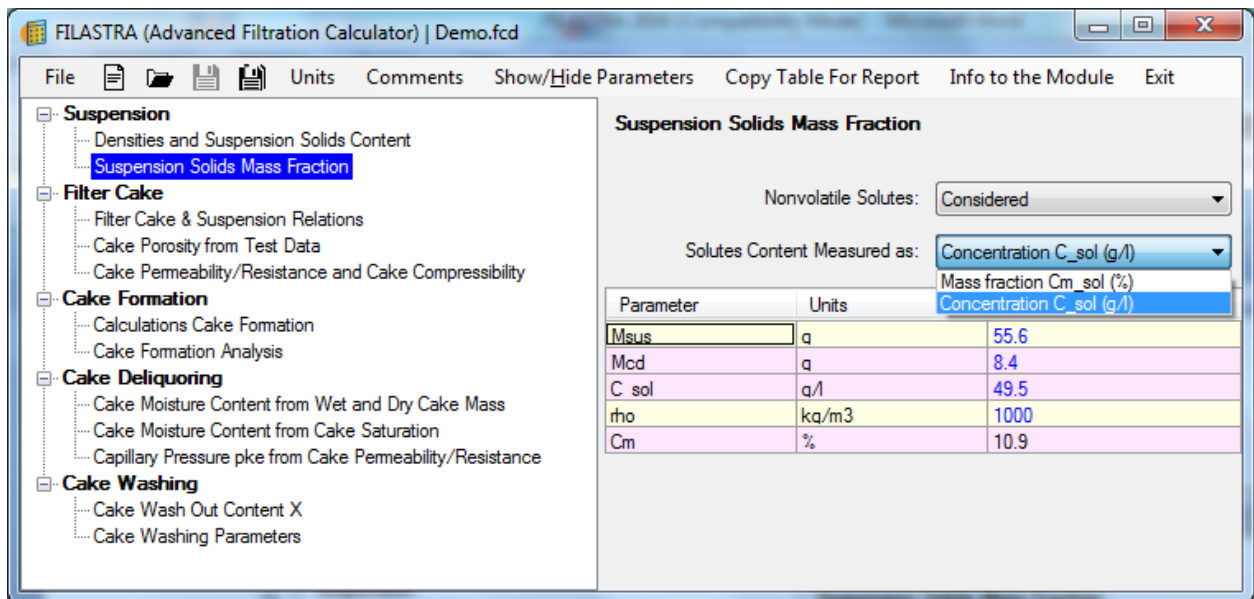 FILASTRA (Advanced Filtration Calculator) | Demo.fcd
File Units Comments Show/Hide Parameters Copy Table For Report Info to the Module Exit
Suspension
Densities and Suspension Solids Content
Suspension Solids Mass Fraction
Filter Cake
Filter Cake & Suspension Relations
Cake Porosity from Test Data
Cake Permeability/Resistance and Cake Compressibility
Cake Formation
Calculations Cake Formation
Cake Formation Analysis
Cake Deliquoring
Cake Moisture Content from Wet and Dry Cake Mass
Cake Moisture Content from Cake Saturation
Capillary Pressure pke from Cake Permeability/Resistance
Cake Washing
Cake Wash Out Content X
Cake Washing Parameters
Suspension Solids Mass Fraction
Nonvolatile Solutes: Considered
Solutes Content Measured as: Concentration C_sol (g/l)
Mass fraction Cm_sol (%)
Concentration C_sol (g/l)
Parameter Units
Msus g 55.6
Mcd g 8.4
C_sol g/l 49.5
rho kg/m3 1000
Cm % 10.9